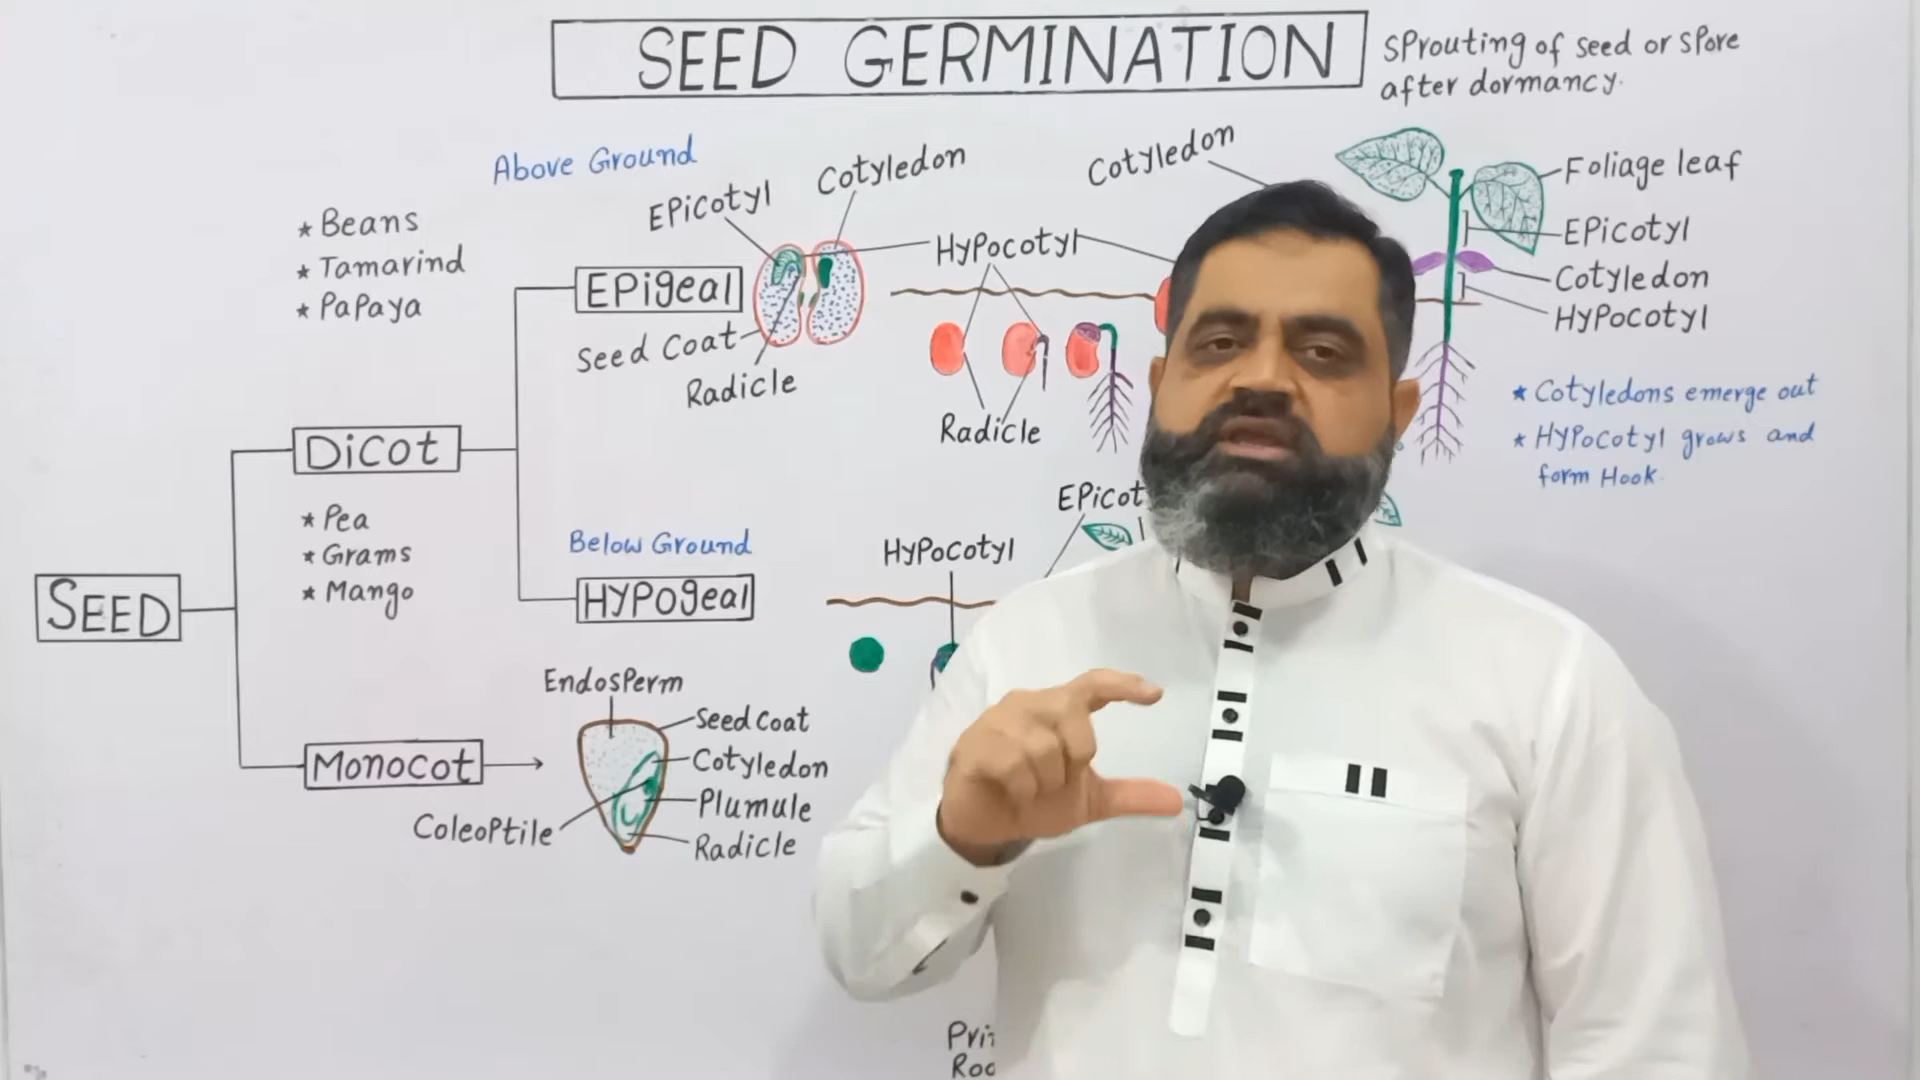 SEED GERMINATION
Sprouting of seed or spore
after dormancy.
Above Ground
Epicotyl
Cotyledon
Cotyledon
Foliage leaf
Epicotyl
Cotyledon
Hypocotyl
* Beans
* Tamarind
* Papaya
Epigeal
Hypocotyl
Seed Coat
Radicle
Radicle
* Cotyledons emerge out
* Hypocotyl grows and
form Hook.
Dicot
* Pea
* Grams
* Mango
Below Ground
Hypogeal
Hypocotyl
Epicot
SEED
Monocot
Endosperm
Seed Coat
Cotyledon
Plumule
Radicle
Coleoptile